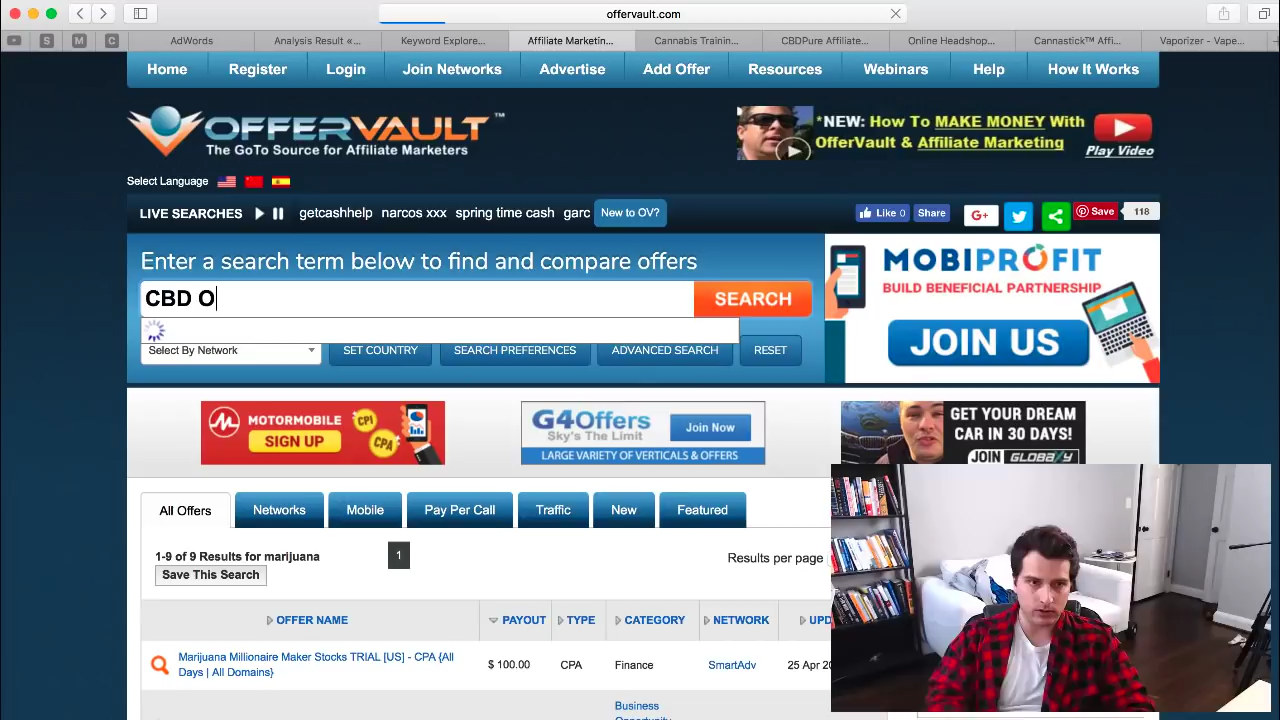 offervault.com
S
M
C
AdWords
Analysis Result «...
Keyword Explore...
Affiliate Marketin...
Cannabis Trainin...
CBDPure Affiliate...
Online Headshop...
Cannastick™ Affi...
Vaporizer - Vape...
Home
Register
Login
Join Networks
Advertise
Add Offer
Resources
Webinars
Help
How It Works
OFFERVAULT™
The GoTo Source for Affiliate Marketers
*NEW: How To MAKE MONEY With
OfferVault & Affiliate Marketing
Play Video
Select Language
LIVE SEARCHES
getcashhelp narcos xxx spring time cash garc
New to OV?
Like 0
Share
G+
Save
118
Enter a search term below to find and compare offers
CBD O
SEARCH
Select By Network
SET COUNTRY
SEARCH PREFERENCES
ADVANCED SEARCH
RESET
MOBIPROFIT
BUILD BENEFICIAL PARTNERSHIP
JOIN US
MOTORMOBILE
SIGN UP
CPI
CPA
G4Offers
Sky's The Limit
Join Now
LARGE VARIETY OF VERTICALS & OFFERS
GET YOUR DREAM
CAR IN 30 DAYS!
JOIN GLOBALY
All Offers
Networks
Mobile
Pay Per Call
Traffic
New
Featured
1-9 of 9 Results for marijuana
1
Results per page
Save This Search
OFFER NAME
PAYOUT
TYPE
CATEGORY
NETWORK
UPD
Marijuana Millionaire Maker Stocks TRIAL [US] - CPA {All
Days | All Domains}
$ 100.00
CPA
Finance
SmartAdv
25 Apr 20
Business
Opportunity